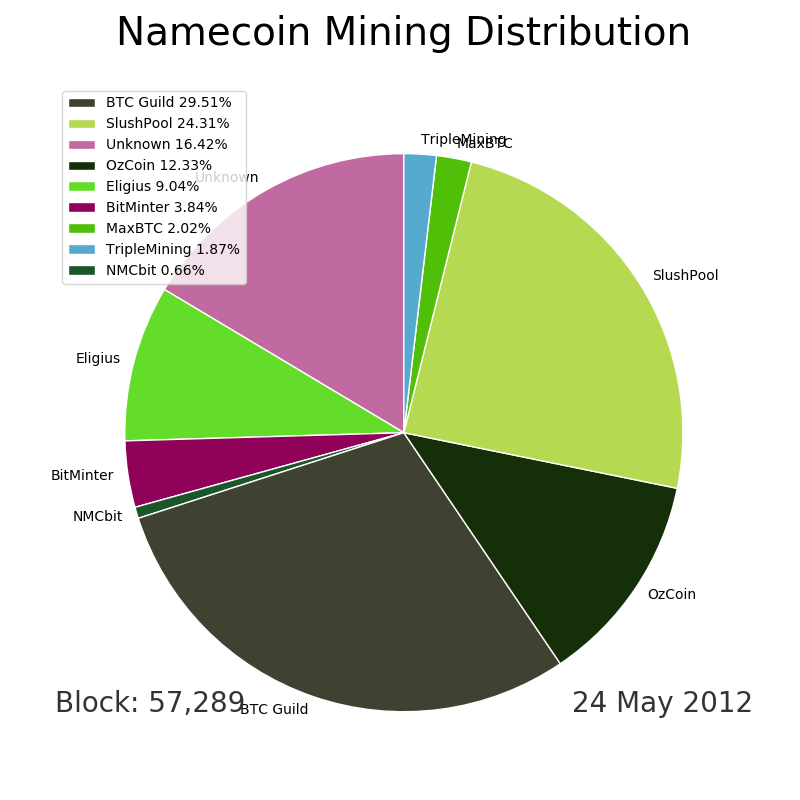 Namecoin Mining Distribution
BTC Guild 29.51%
SlushPool 24.31%
Unknown 16.42%
OzCoin 12.33%
Eligius 9.04%
BitMinter 3.84%
MaxBTC 2.02%
TripleMining 1.87%
NMCbit 0.66%
TripleMining
MaxBTC
Unknown
SlushPool
Eligius
BitMinter
NMCbit
OzCoin
BTC Guild
Block: 57,289
24 May 2012